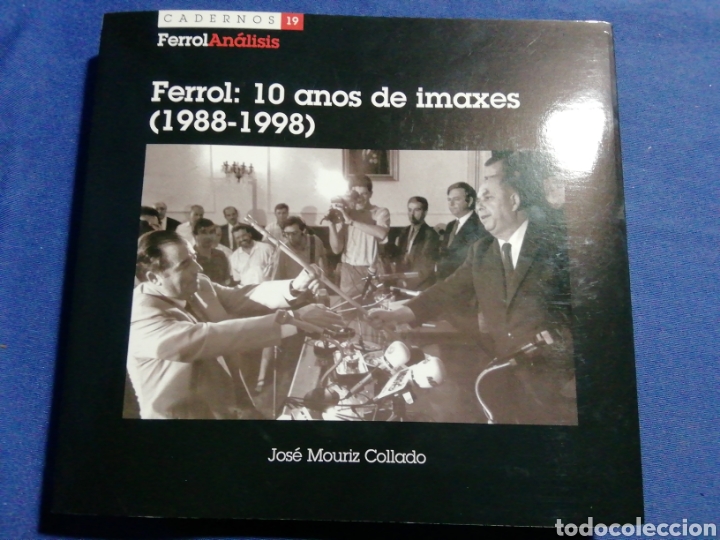 CADERNOS 19
FerrolAnálisis
Ferrol: 10 anos de imaxes
(1988-1998)
José Mouriz Collado
todocoleccion